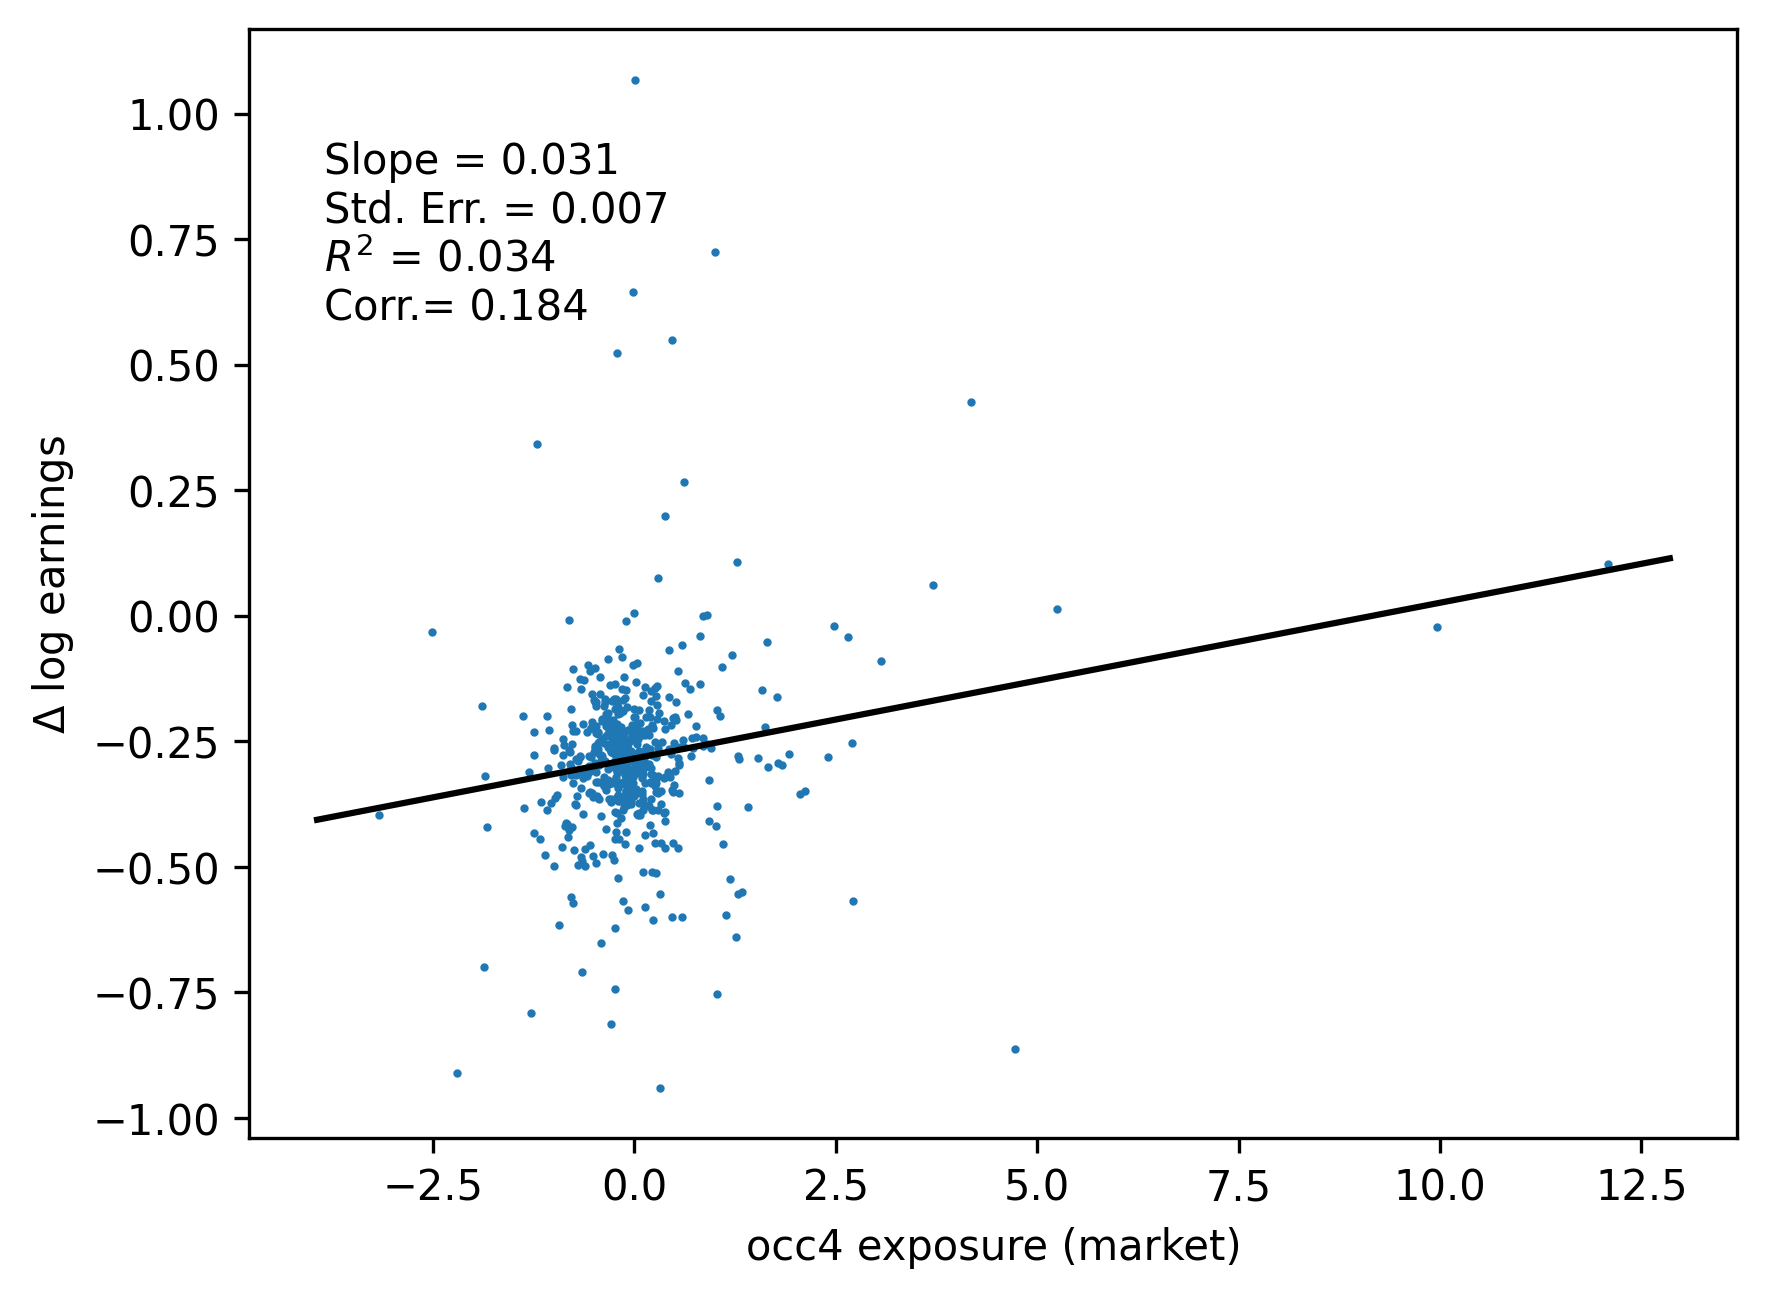 Slope = 0.031
Std. Err. = 0.007
R² = 0.034
Corr.= 0.184
1.00
0.75
0.50
0.25
0.00
−0.25
−0.50
−0.75
−1.00
Δ log earnings
−2.5 0.0 2.5 5.0 7.5 10.0 12.5
occ4 exposure (market)